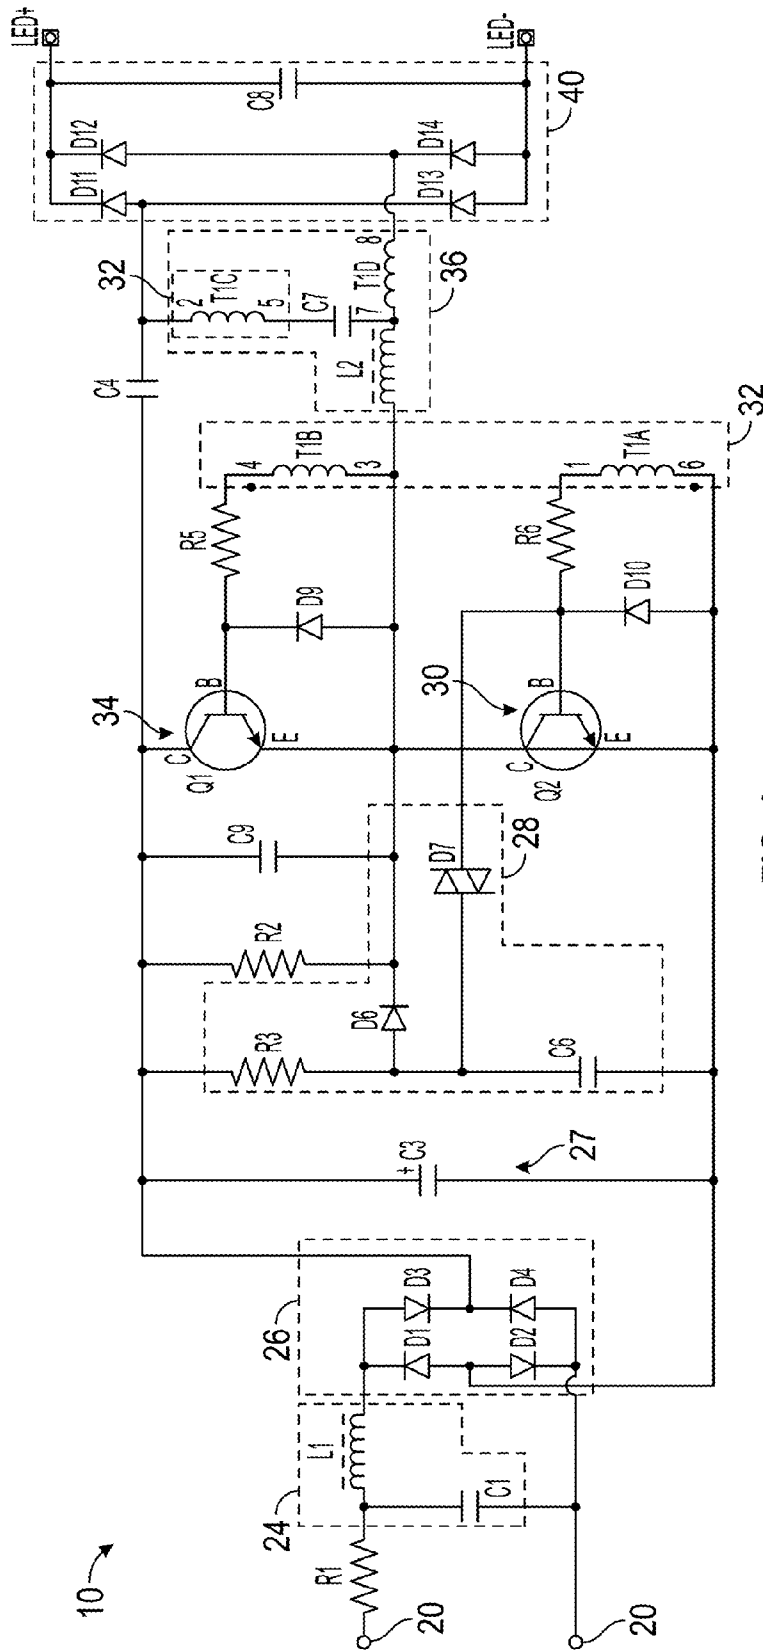 10
20
20
R1
24
L1
C1
26
D1
D3
D2
D4
27
+
C3
R3
R2
C9
D6
C6
D7
28
34
C
B
E
Q1
30
C
B
E
Q2
D9
R5
D10
R6
4
T1B
3
1
T1A
6
32
C4
32
2
T1C
5
C7
L2
7
T1D
8
36
D11
D12
D13
D14
C8
40
LED+
LED-